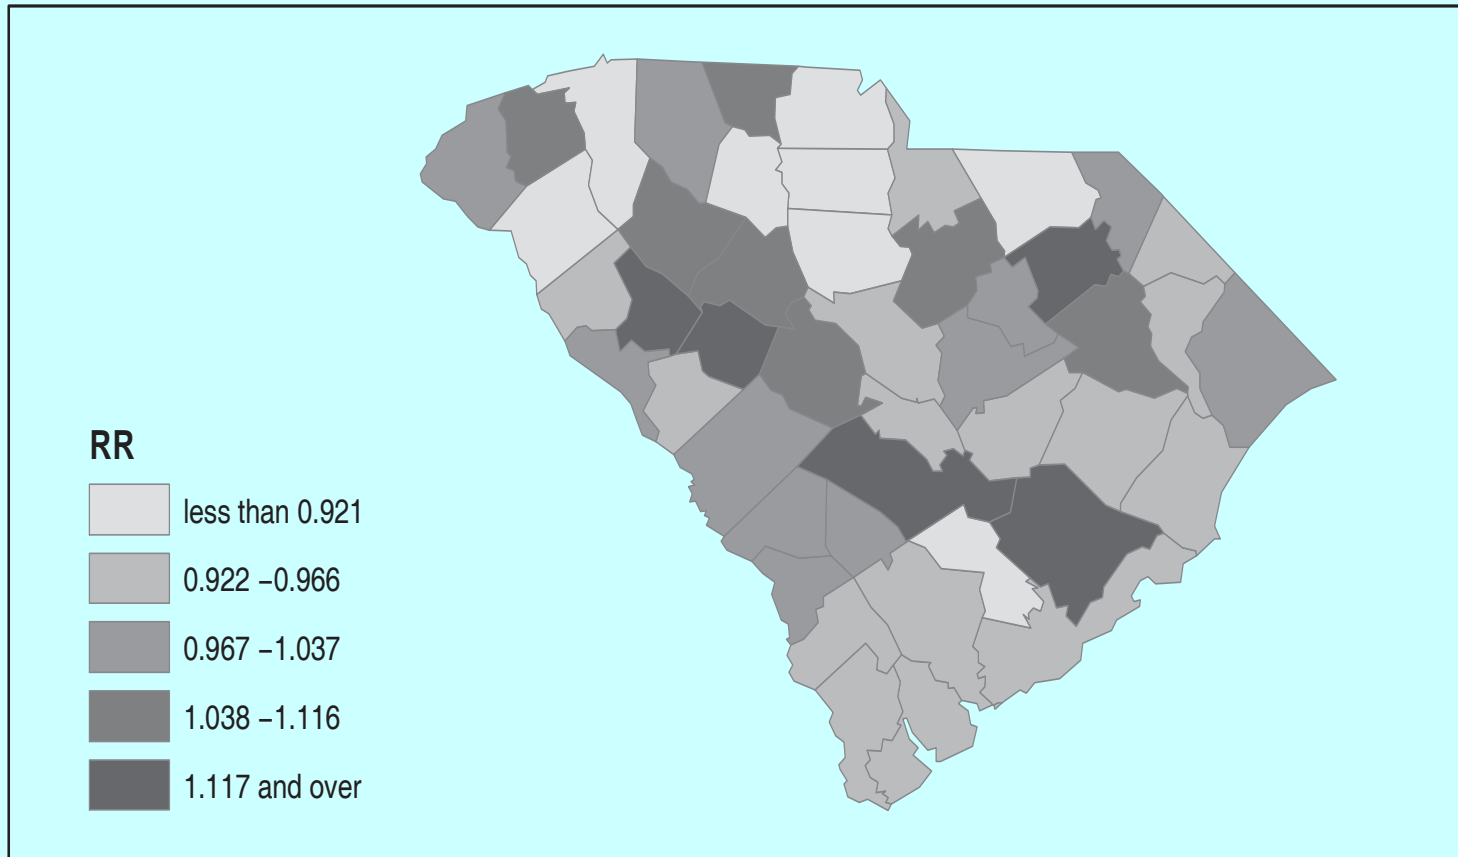 RR
less than 0.921
0.922 –0.966
0.967 –1.037
1.038 –1.116
1.117 and over